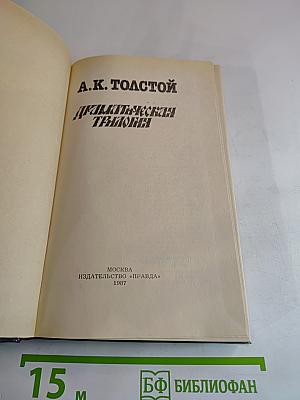 А.К. ТОЛСТОЙ
ДРАМАТИЧЕСКАЯ
ТРИЛОГИЯ
МОСКВА
ИЗДАТЕЛЬСТВО «ПРАВДА»
1987
15 м
БФ БИБЛИОФАН